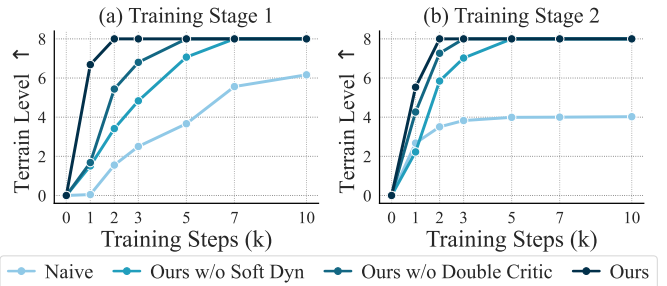 (a) Training Stage 1
Terrain Level ↑
8
6
4
2
0
0 1 2 3 5 7 10
Training Steps (k)
(b) Training Stage 2
Terrain Level ↑
8
6
4
2
0
0 1 2 3 5 7 10
Training Steps (k)
Naive Ours w/o Soft Dyn Ours w/o Double Critic Ours